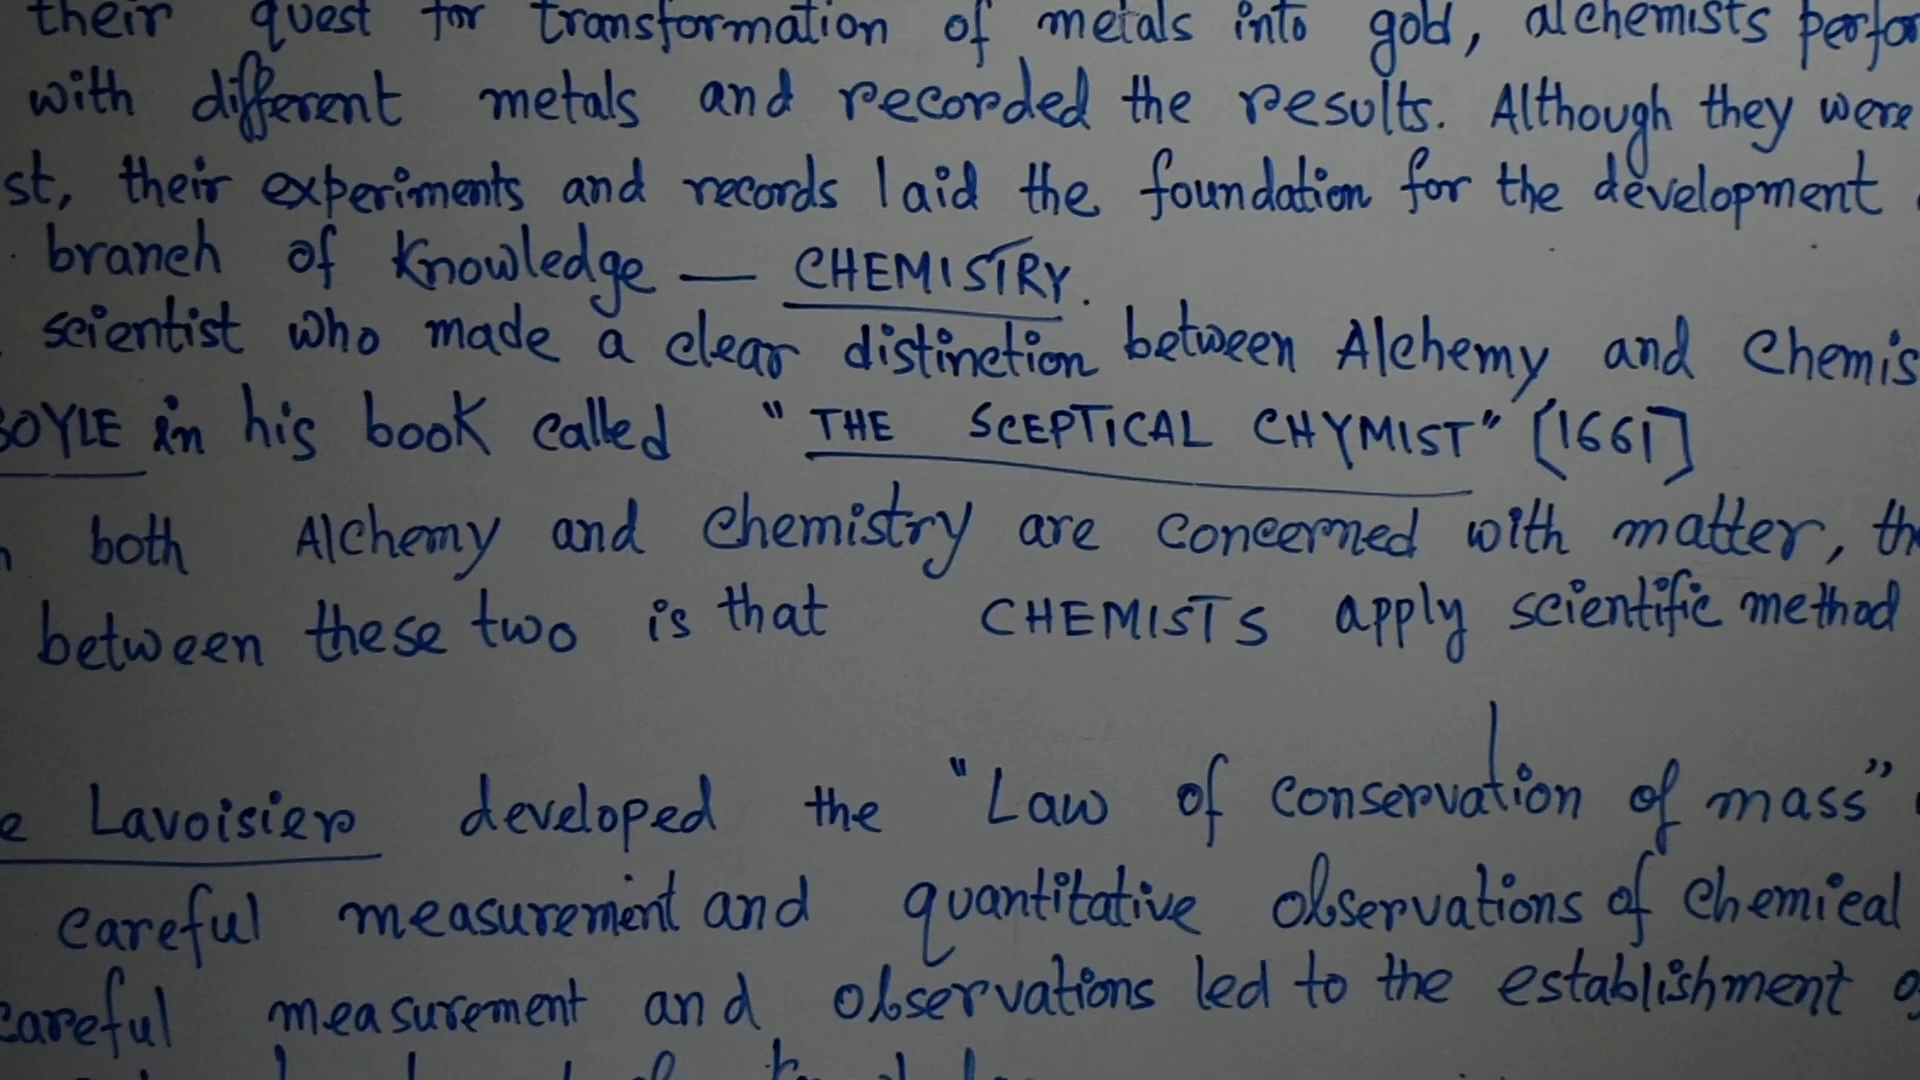 their quest for transformation of metals into gold, alchemists perfor
with different metals and recorded the results. Although they were
st, their experiments and records laid the foundation for the development
branch of knowledge — CHEMISTRY.
scientist who made a clear distinction between Alchemy and Chemis
BOYLE in his book called "THE SCEPTICAL CHYMIST" [1661]
both Alchemy and Chemistry are concerned with matter, th
between these two is that CHEMISTS apply scientific method
e Lavoisier developed the "Law of conservation of mass"
careful measurement and quantitative observations of Chemical
careful measurement and observations led to the establishment o